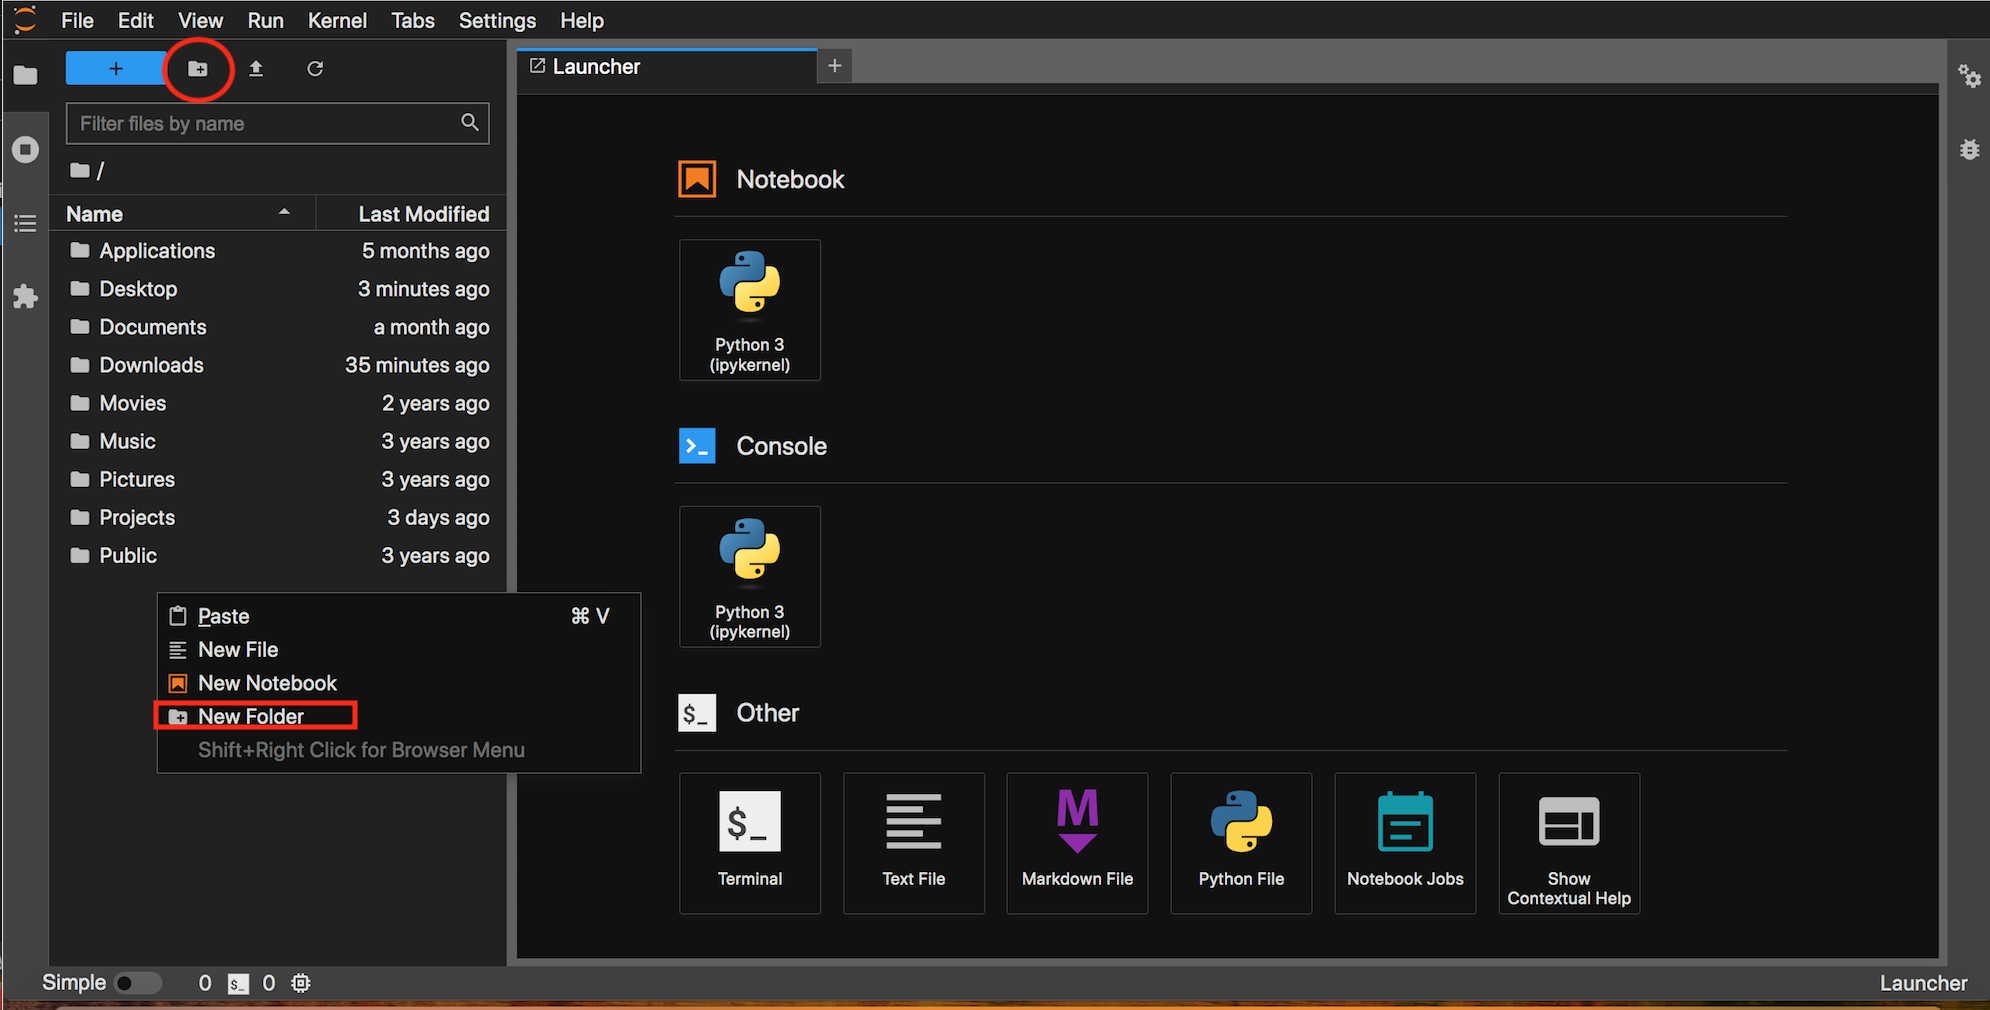 File Edit View Run Kernel Tabs Settings Help
+
Launcher
+
Filter files by name
/
Name Last Modified
Applications 5 months ago
Desktop 3 minutes ago
Documents a month ago
Downloads 35 minutes ago
Movies 2 years ago
Music 3 years ago
Pictures 3 years ago
Projects 3 days ago
Public 3 years ago
Paste ⌘ V
New File
New Notebook
New Folder
Shift+Right Click for Browser Menu
Notebook
Python 3
(ipykernel)
>_ Console
Python 3
(ipykernel)
$_ Other
$_
Terminal
Text File
M
Markdown File
Python File
Notebook Jobs
Show
Contextual Help
Simple 0 $_ 0 Launcher